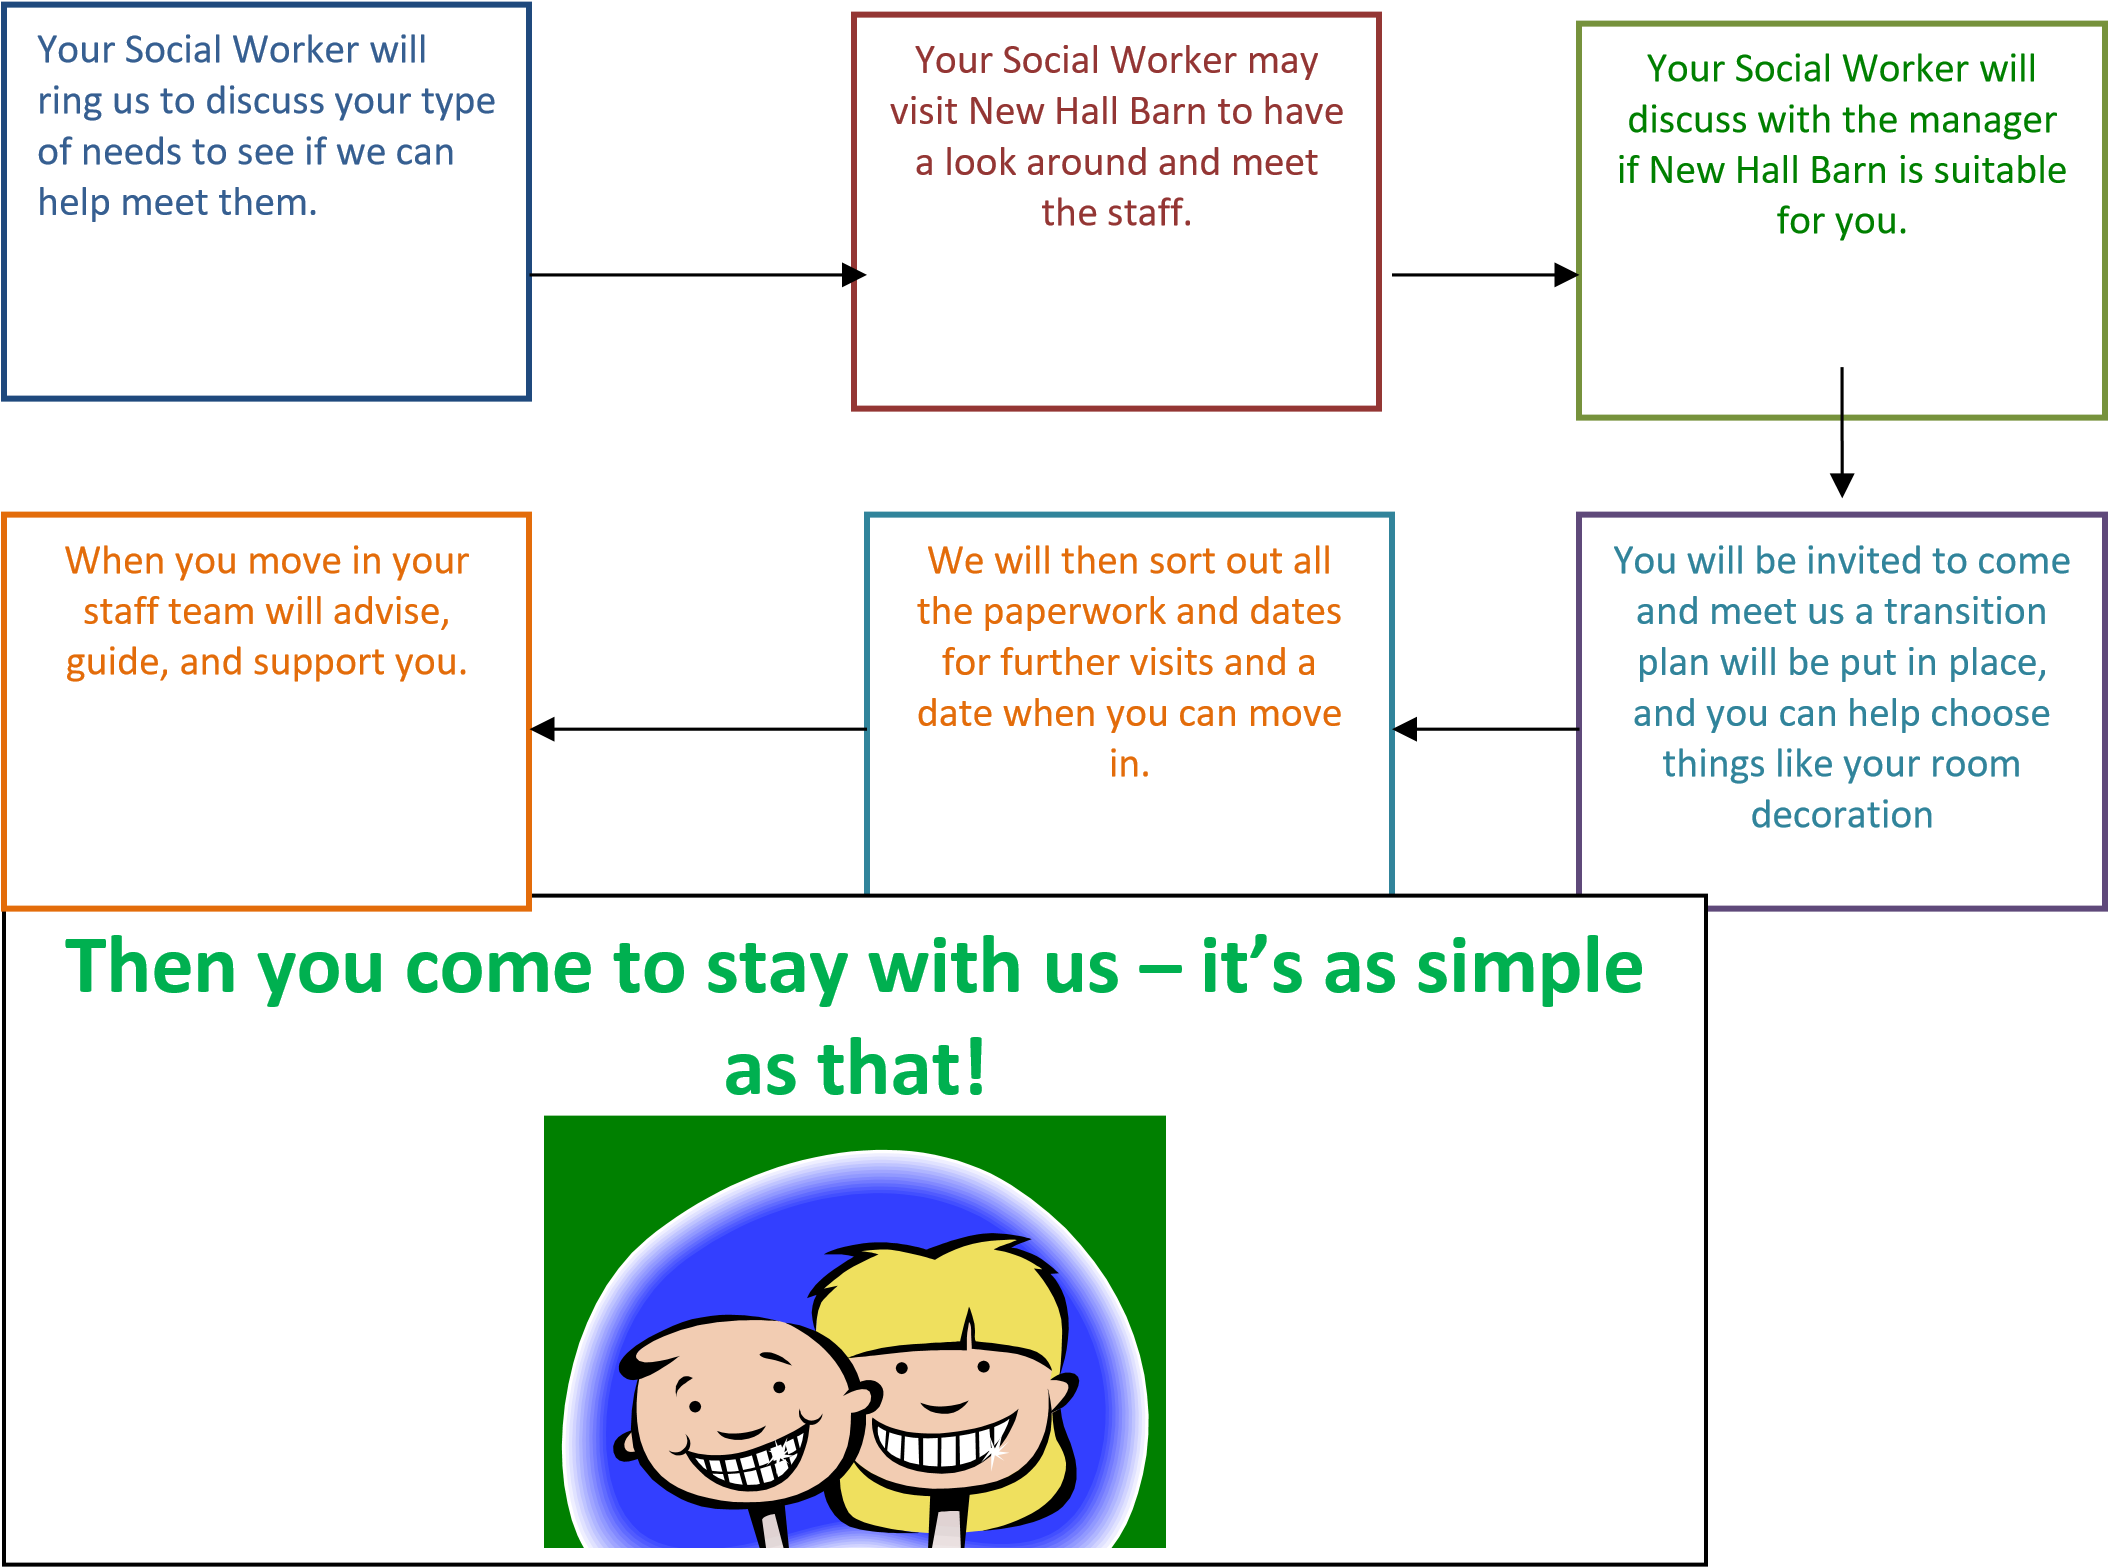 Your Social Worker will
ring us to discuss your type
of needs to see if we can
help meet them.
Your Social Worker may
visit New Hall Barn to have
a look around and meet
the staff.
Your Social Worker will
discuss with the manager
if New Hall Barn is suitable
for you.
You will be invited to come
and meet us a transition
plan will be put in place,
and you can help choose
things like your room
decoration
We will then sort out all
the paperwork and dates
for further visits and a
date when you can move
in.
When you move in your
staff team will advise,
guide, and support you.
Then you come to stay with us – it’s as simple
as that!